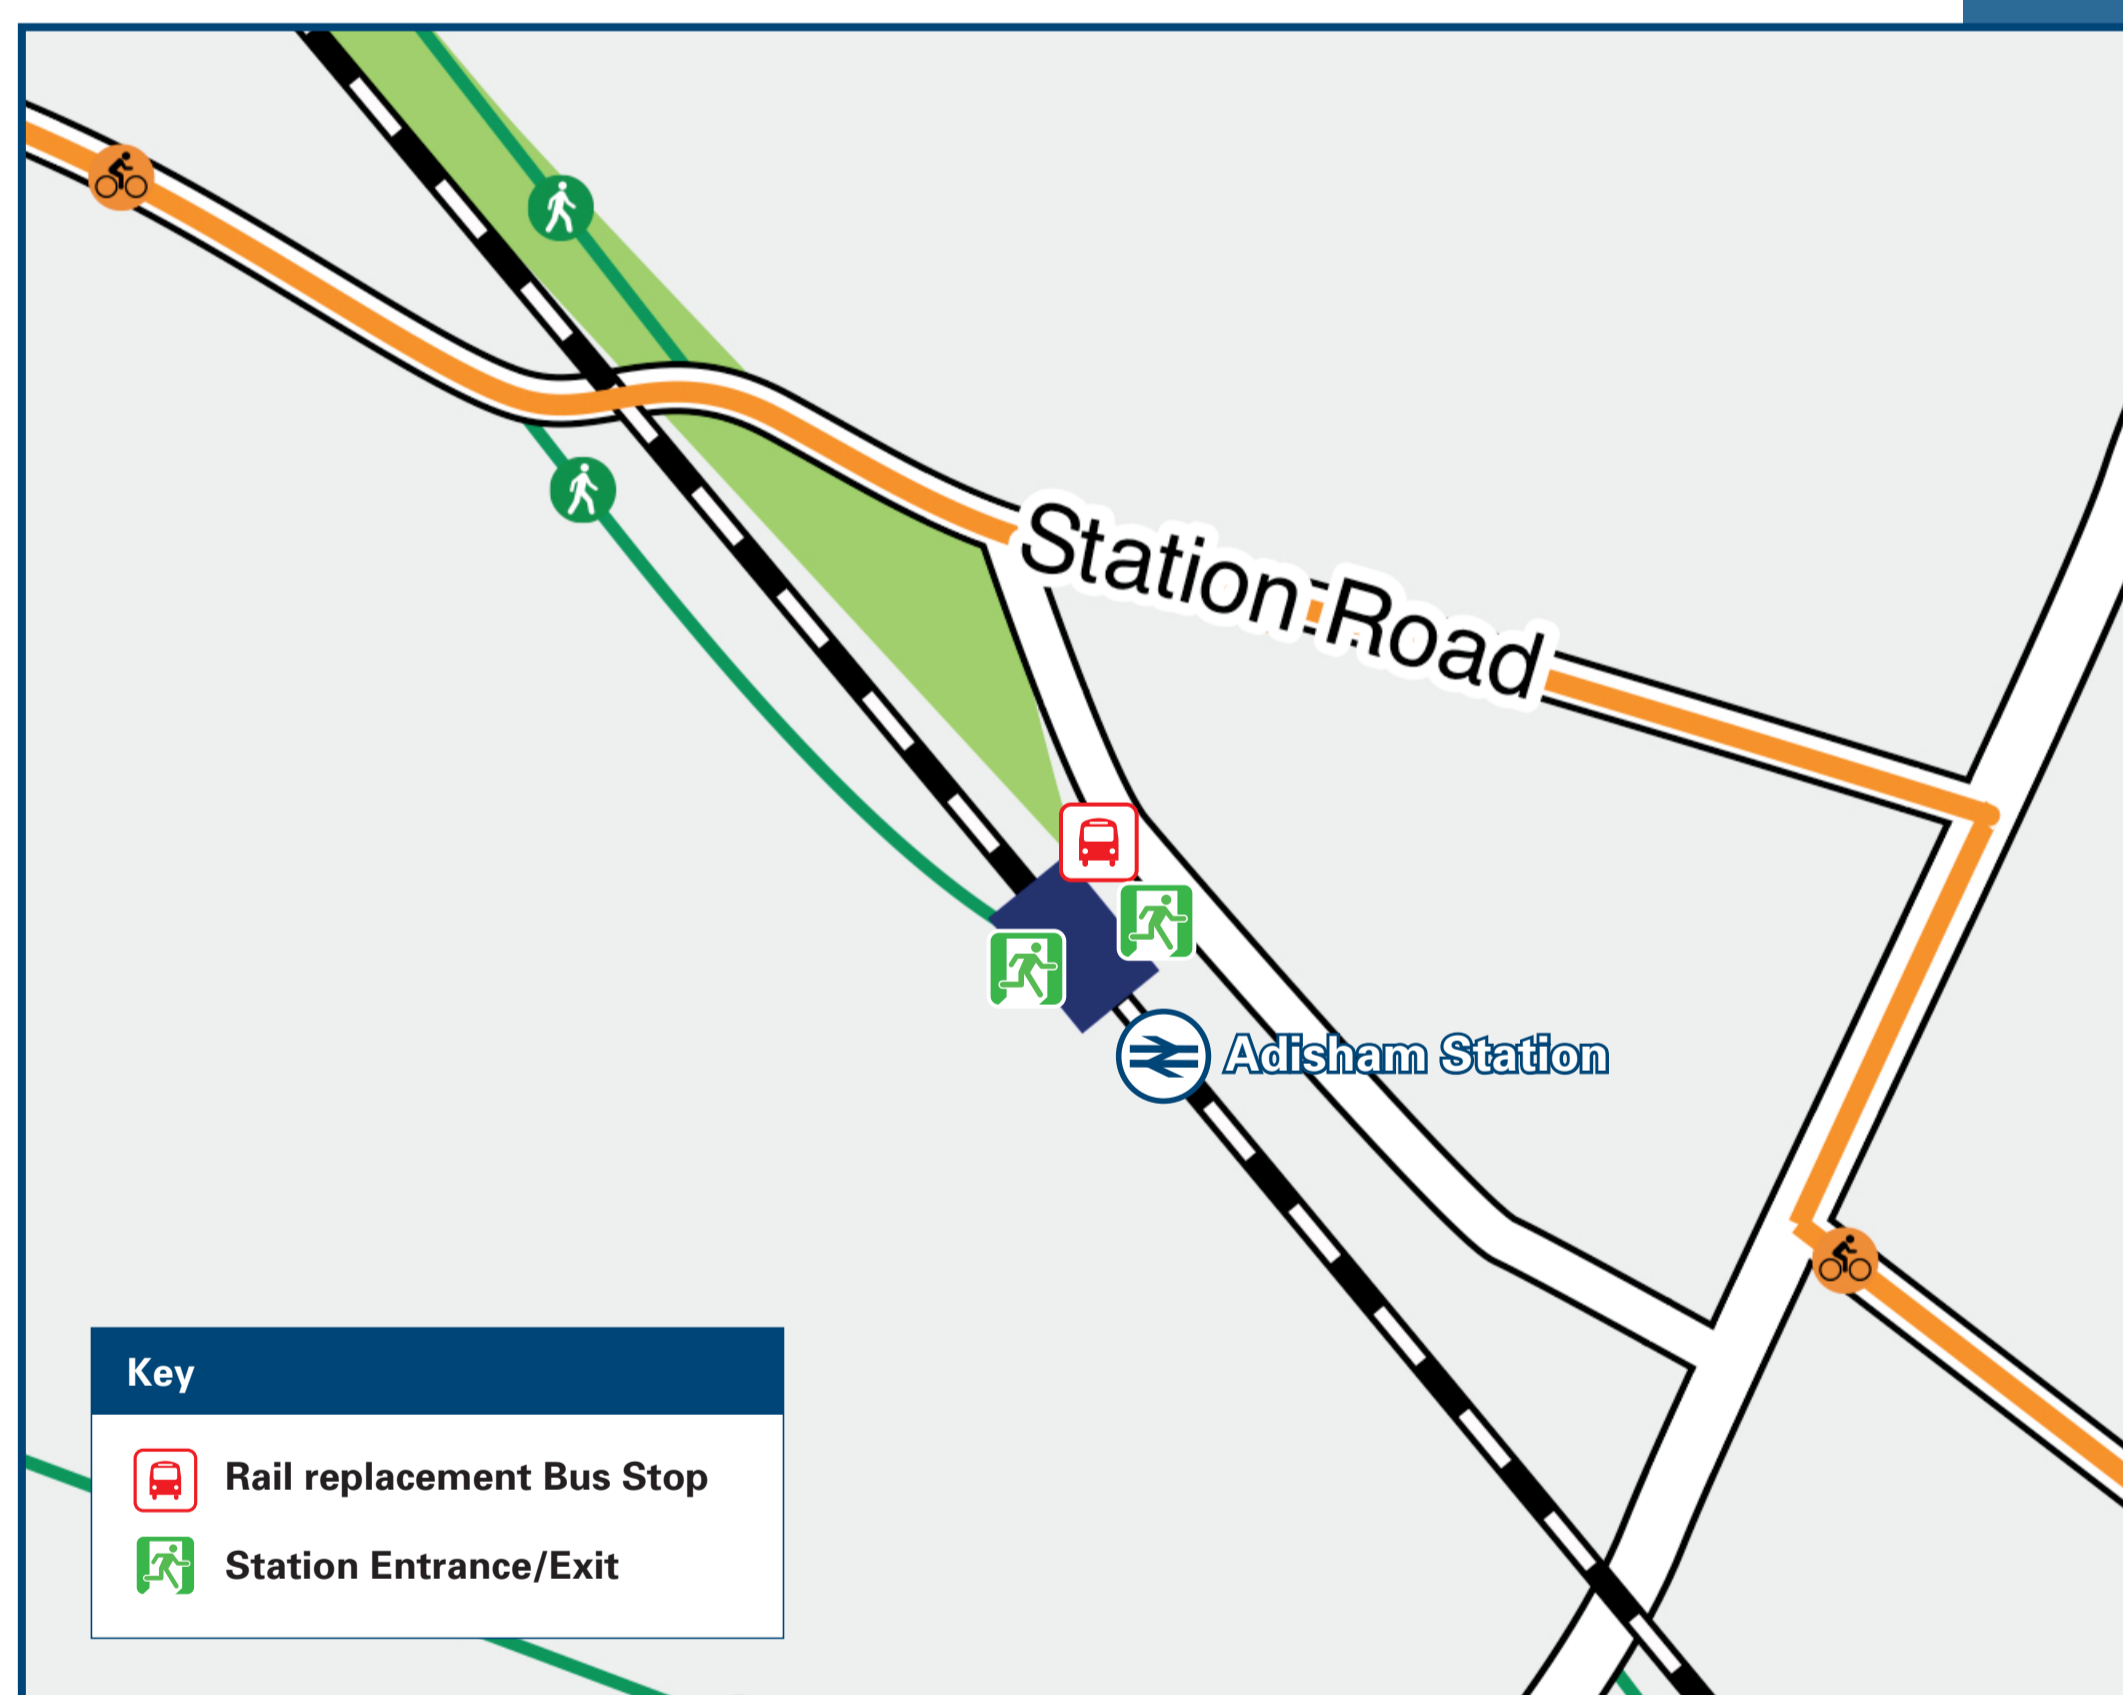 Station Road
Adisham Station
Key
Rail replacement Bus Stop
Station Entrance/Exit